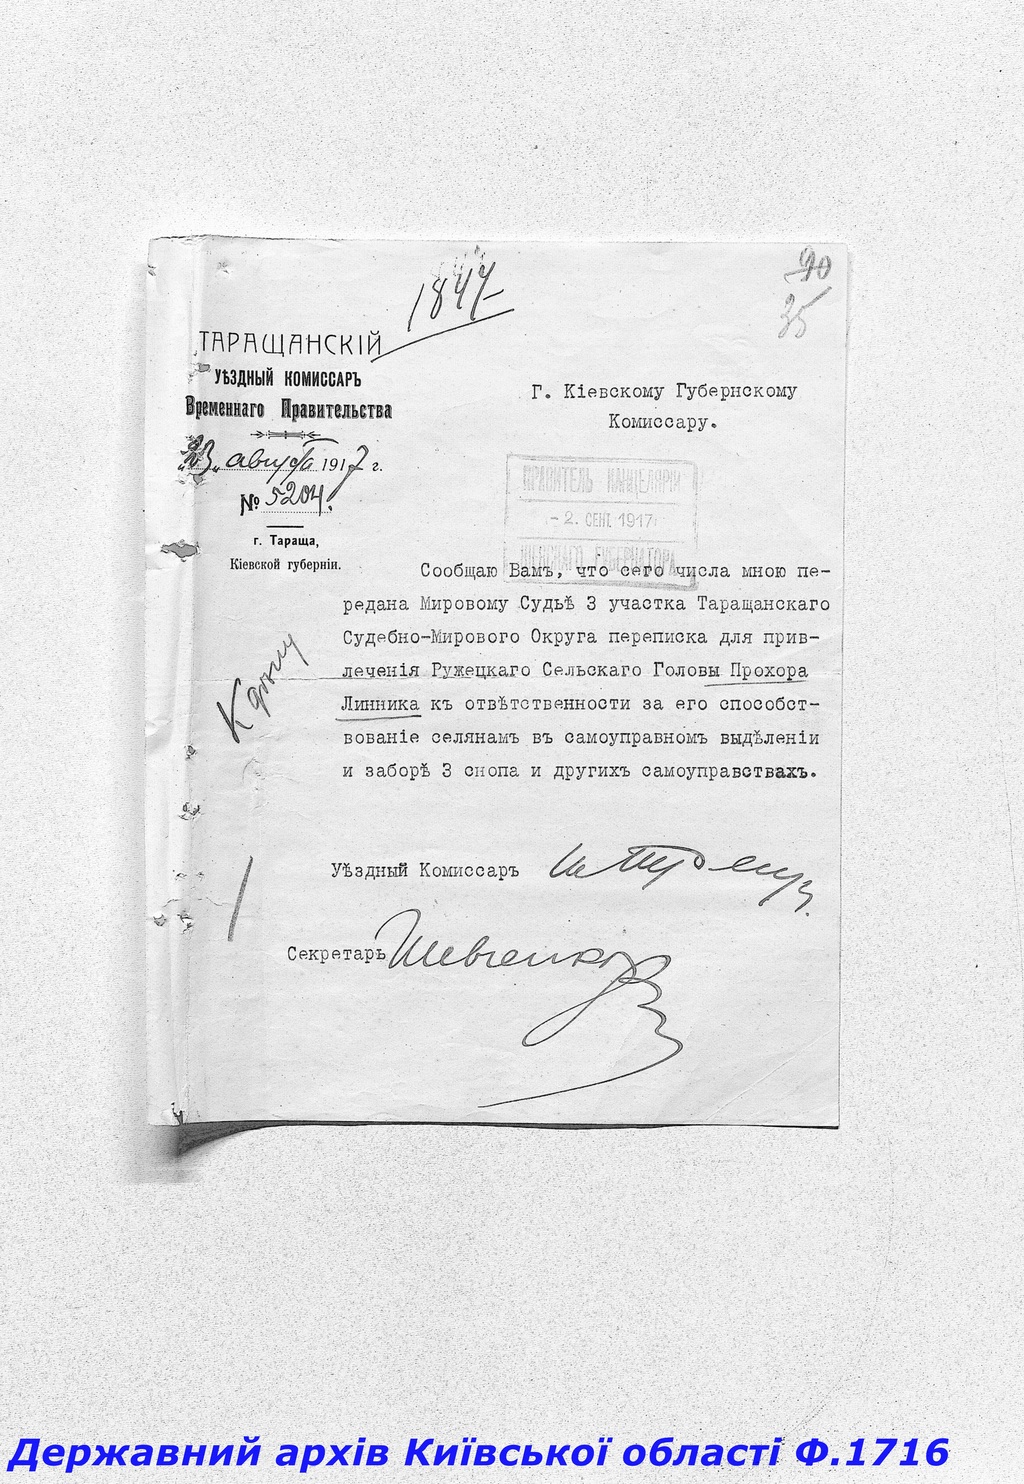 1844
90
35
ТАРАЩАНСКІЙ
УѢЗДНЫЙ КОМИССАРЪ
Временнаго Правительства
„23„ августа 1917 г.
№ 5204.
г. Тараща,
Кіевской губерніи.
Г. Кіевскому Губернскому
Комиссару.
ПРАВИТЕЛЬ КАНЦЕЛЯРІИ
- 2. СЕН. 1917
КІЕВСКАГО ГУБЕРНАТОРА
Сообщаю Вамъ, что сего числа мною пе-
редана Мировому Судьѣ 3 участка Таращанскаго
Судебно-Мирового Округа переписка для прив-
леченія Ружецкаго Сельскаго Головы Прохора
Линника къ отвѣтственности за его способст-
вованіе селянамъ въ самоуправномъ выдѣленіи
и заборѣ 3 снопа и другихъ самоуправствахъ.
К дѣлу
Уѣздный Комиссаръ
Секретарь Шевченко
Державний архів Київської області Ф.1716